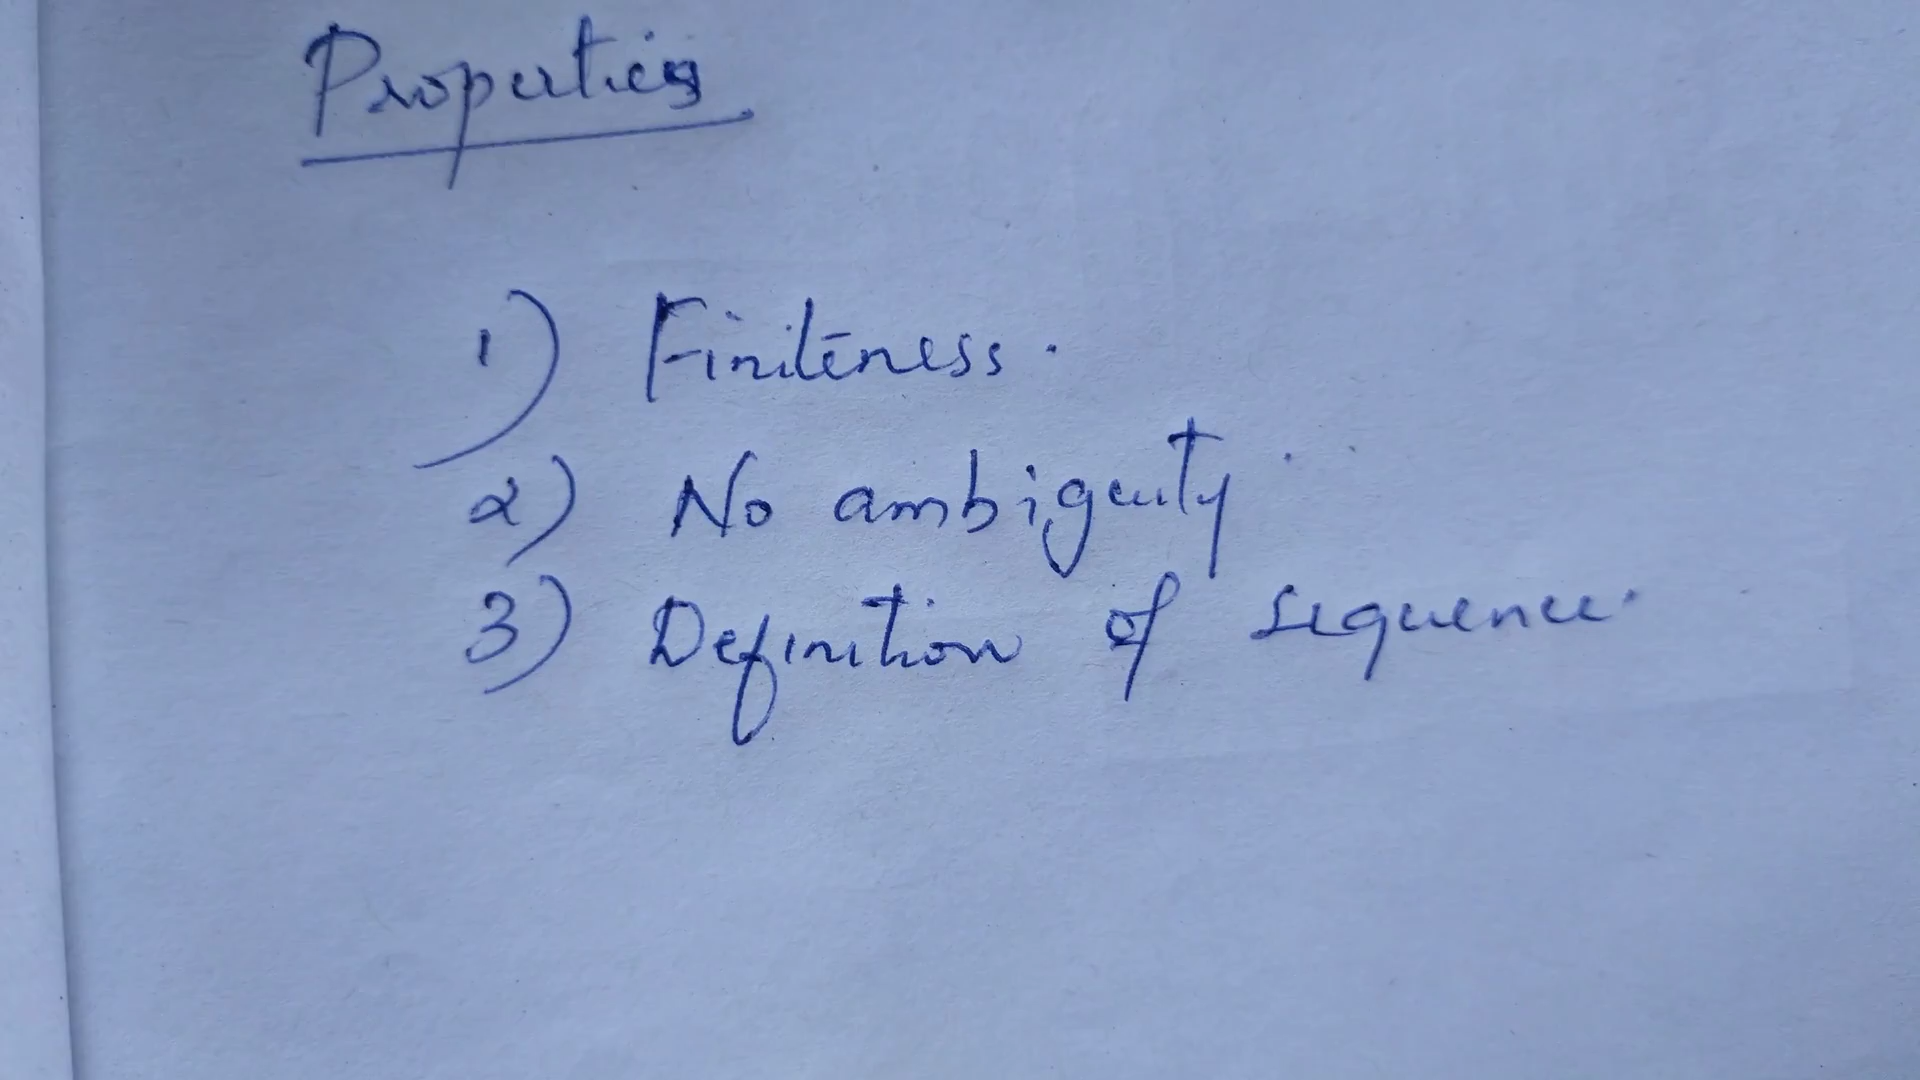 Properties
1) Finiteness.
2) No ambiguity.
3) Definition of sequence.